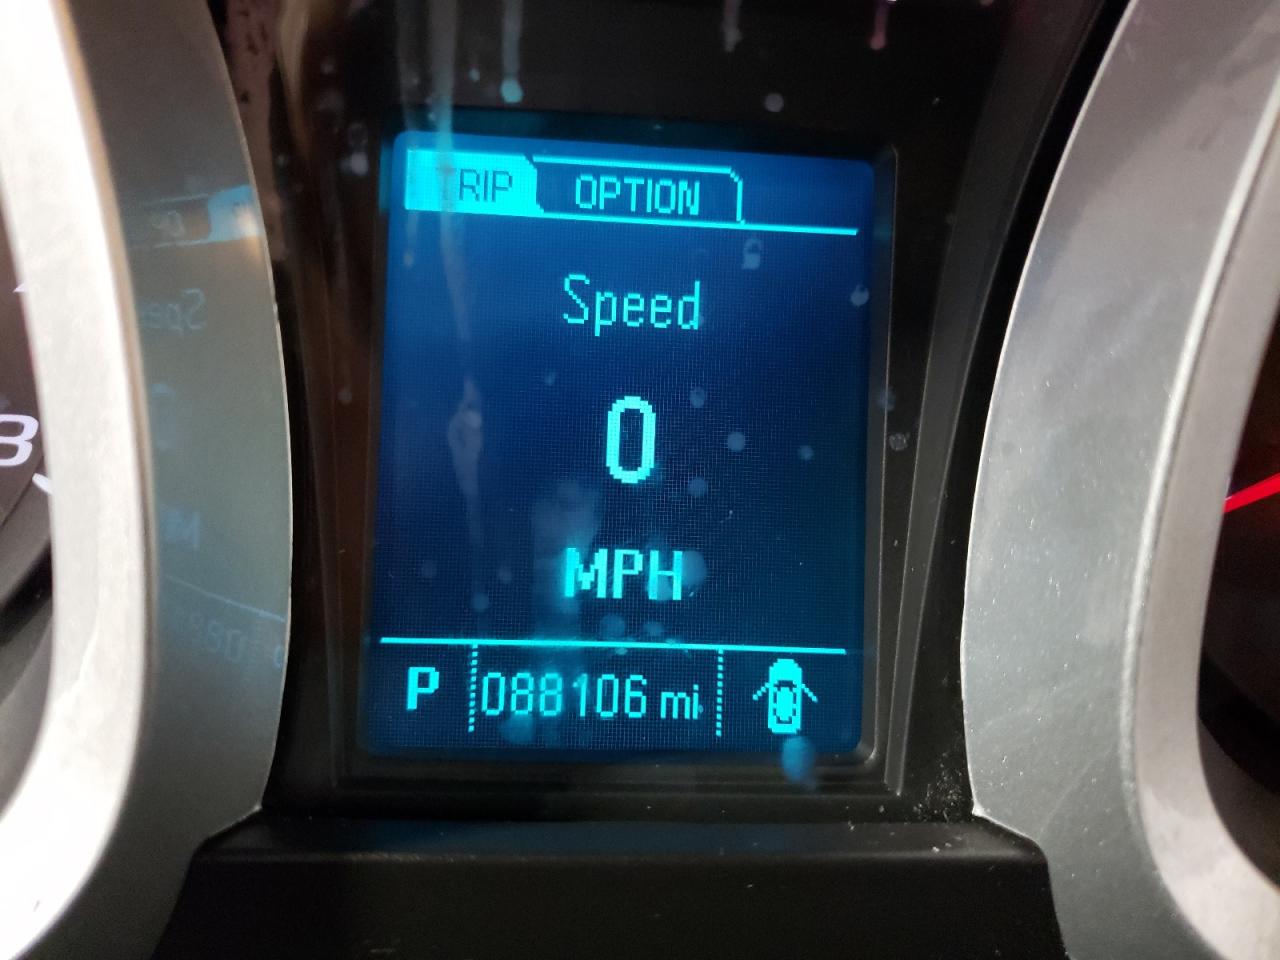 TRIP OPTION
Speed
0
MPH
P 088106 mi